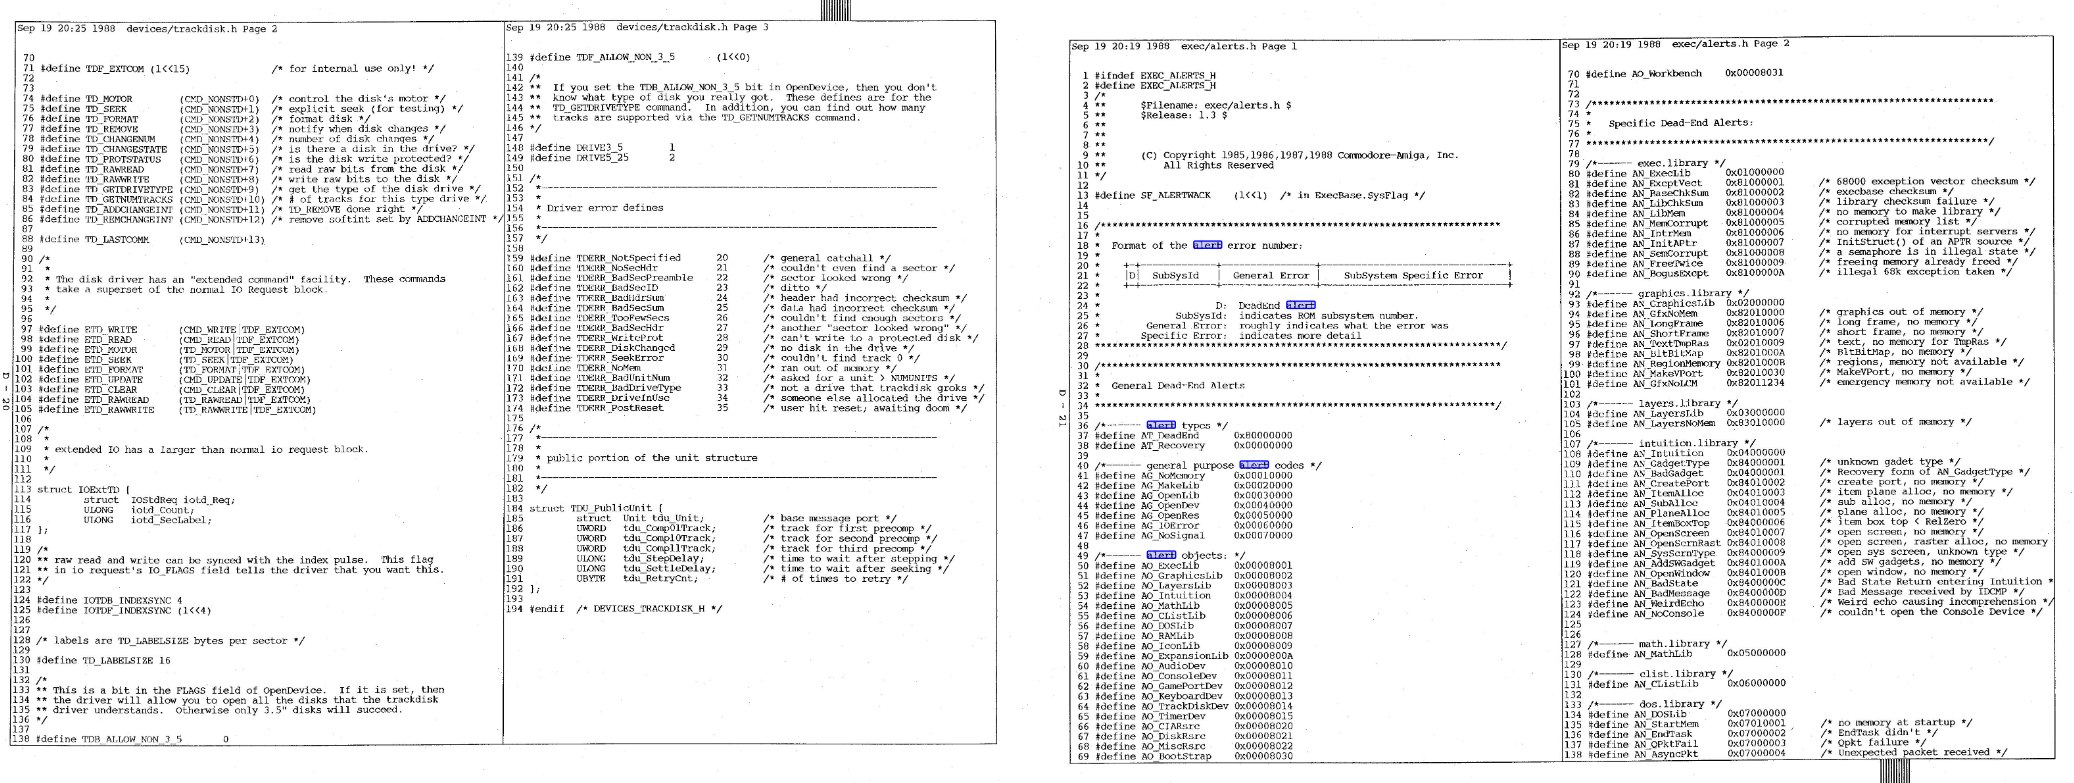 Sep 19 20:25 1988  devices/trackdisk.h Page 2
70
71 #define TDF_EXTCOM (1<<15) /* for internal use only! */
72
73
74 #define TD_MOTOR (CMD_NONSTD+0) /* control the disk's motor */
75 #define TD_SEEK (CMD_NONSTD+1) /* explicit seek (for testing) */
76 #define TD_FORMAT (CMD_NONSTD+2) /* format disk */
77 #define TD_REMOVE (CMD_NONSTD+3) /* notify when disk changes */
78 #define TD_CHANGENUM (CMD_NONSTD+4) /* number of disk changes */
79 #define TD_CHANGESTATE (CMD_NONSTD+5) /* is there a disk in the drive? */
80 #define TD_PROTSTATUS (CMD_NONSTD+6) /* is the disk write protected? */
81 #define TD_RAWREAD (CMD_NONSTD+7) /* read raw bits from the disk */
82 #define TD_RAWWRITE (CMD_NONSTD+8) /* write raw bits to the disk */
83 #define TD_GETDRIVETYPE (CMD_NONSTD+9) /* get the type of the disk drive */
84 #define TD_GETNUMTRACKS (CMD_NONSTD+10) /* # of tracks for this type drive */
85 #define TD_ADDCHANGEINT (CMD_NONSTD+11) /* TD_REMOVE done right */
86 #define TD_REMCHANGEINT (CMD_NONSTD+12) /* remove softint set by ADDCHANGEINT */
87
88 #define TD_LASTCOMM (CMD_NONSTD+13)
89
90 /*
91 *
92 * The disk driver has an "extended command" facility. These commands
93 * take a superset of the normal IO Request block.
94 *
95 */
96
97 #define ETD_WRITE (CMD_WRITE|TDF_EXTCOM)
98 #define ETD_READ (CMD_READ|TDF_EXTCOM)
99 #define ETD_MOTOR (TD_MOTOR|TDF_EXTCOM)
100 #define ETD_SEEK (TD_SEEK|TDF_EXTCOM)
101 #define ETD_FORMAT (TD_FORMAT|TDF_EXTCOM)
102 #define ETD_UPDATE (CMD_UPDATE|TDF_EXTCOM)
103 #define ETD_CLEAR (CMD_CLEAR|TDF_EXTCOM)
104 #define ETD_RAWREAD (TD_RAWREAD|TDF_EXTCOM)
105 #define ETD_RAWWRITE (TD_RAWWRITE|TDF_EXTCOM)
106
107 /*
108 *
109 * extended IO has a larger than normal io request block.
110 *
111 */
112
113 struct IOExtTD {
114 struct IOStdReq iotd_Req;
115 ULONG iotd_Count;
116 ULONG iotd_SecLabel;
117 };
118
119 /*
120 ** raw read and write can be synced with the index pulse. This flag
121 ** in io request's IO_FLAGS field tells the driver that you want this.
122 */
123
124 #define IOTDB_INDEXSYNC 4
125 #define IOTDF_INDEXSYNC (1<<4)
126
127
128 /* labels are TD_LABELSIZE bytes per sector */
129
130 #define TD_LABELSIZE 16
131
132 /*
133 ** This is a bit in the FLAGS field of OpenDevice. If it is set, then
134 ** the driver will allow you to open all the disks that the trackdisk
135 ** driver understands. Otherwise only 3.5" disks will succeed.
136 */
137
138 #define TDB_ALLOW_NON_3_5 0
D - 20
Sep 19 20:25 1988  devices/trackdisk.h Page 3
139 #define TDF_ALLOW_NON_3_5 (1<<0)
140
141 /*
142 ** If you set the TDB_ALLOW_NON_3_5 bit in OpenDevice, then you don't
143 ** know what type of disk you really got. These defines are for the
144 ** TD_GETDRIVETYPE command. In addition, you can find out how many
145 ** tracks are supported via the TD_GETNUMTRACKS command.
146 */
147
148 #define DRIVE3_5 1
149 #define DRIVE5_25 2
150
151 /*
152 *------
153 *
154 * Driver error defines
155 *
156 *------
157 */
158
159 #define TDERR_NotSpecified 20 /* general catchall */
160 #define TDERR_NoSecHdr 21 /* couldn't even find a sector */
161 #define TDERR_BadSecPreamble 22 /* sector looked wrong */
162 #define TDERR_BadSecID 23 /* ditto */
163 #define TDERR_BadHdrSum 24 /* header had incorrect checksum */
164 #define TDERR_BadSecSum 25 /* data had incorrect checksum */
165 #define TDERR_TooFewSecs 26 /* couldn't find enough sectors */
166 #define TDERR_BadSecHdr 27 /* another "sector looked wrong" */
167 #define TDERR_WriteProt 28 /* can't write to a protected disk */
168 #define TDERR_DiskChanged 29 /* no disk in the drive */
169 #define TDERR_SeekError 30 /* couldn't find track 0 */
170 #define TDERR_NoMem 31 /* ran out of memory */
171 #define TDERR_BadUnitNum 32 /* asked for a unit > NUMUNITS */
172 #define TDERR_BadDriveType 33 /* not a drive that trackdisk groks */
173 #define TDERR_DriveInUse 34 /* someone else allocated the drive */
174 #define TDERR_PostReset 35 /* user hit reset; awaiting doom */
175
176 /*
177 *------
178 *
179 * public portion of the unit structure
180 *
181 *------
182 */
183
184 struct TDU_PublicUnit {
185 struct Unit tdu_Unit; /* base message port */
186 UWORD tdu_Comp01Track; /* track for first precomp */
187 UWORD tdu_Comp10Track; /* track for second precomp */
188 UWORD tdu_Comp11Track; /* track for third precomp */
189 ULONG tdu_StepDelay; /* time to wait after stepping */
190 ULONG tdu_SettleDelay; /* time to wait after seeking */
191 UBYTE tdu_RetryCnt; /* # of times to retry */
192 };
193
194 #endif /* DEVICES_TRACKDISK_H */
Sep 19 20:19 1988  exec/alerts.h Page 1
1 #ifndef EXEC_ALERTS_H
2 #define EXEC_ALERTS_H
3 /*
4 ** $Filename: exec/alerts.h $
5 ** $Release: 1.3 $
6 **
7 **
8 **
9 ** (C) Copyright 1985,1986,1987,1988 Commodore-Amiga, Inc.
10 ** All Rights Reserved
11 */
12
13 #define SF_ALERTWACK (1<<1) /* in ExecBase.SysFlag */
14
15
16 /******************************************************************
17 *
18 * Format of the alert error number:
19 *
20 * +-+-------------+----------------+--------------------------------+
21 * |D| SubSysId | General Error | SubSystem Specific Error |
22 * +-+-------------+----------------+--------------------------------+
23 *
24 * D: DeadEnd alert
25 * SubSysId: indicates ROM subsystem number.
26 * General Error: roughly indicates what the error was
27 * Specific Error: indicates more detail
28 ******************************************************************/
29
30 /******************************************************************
31 *
32 * General Dead-End Alerts
33 *
34 ******************************************************************/
35
36 /*------ alert types */
37 #define AT_DeadEnd 0x80000000
38 #define AT_Recovery 0x00000000
39
40 /*------ general purpose alert codes */
41 #define AG_NoMemory 0x00010000
42 #define AG_MakeLib 0x00020000
43 #define AG_OpenLib 0x00030000
44 #define AG_OpenDev 0x00040000
45 #define AG_OpenRes 0x00050000
46 #define AG_IOError 0x00060000
47 #define AG_NoSignal 0x00070000
48
49 /*------ alert objects: */
50 #define AO_ExecLib 0x00008001
51 #define AO_GraphicsLib 0x00008002
52 #define AO_LayersLib 0x00008003
53 #define AO_Intuition 0x00008004
54 #define AO_MathLib 0x00008005
55 #define AO_CListLib 0x00008006
56 #define AO_DOSLib 0x00008007
57 #define AO_RAMLib 0x00008008
58 #define AO_IconLib 0x00008009
59 #define AO_ExpansionLib 0x0000800A
60 #define AO_AudioDev 0x00008010
61 #define AO_ConsoleDev 0x00008011
62 #define AO_GamePortDev 0x00008012
63 #define AO_KeyboardDev 0x00008013
64 #define AO_TrackDiskDev 0x00008014
65 #define AO_TimerDev 0x00008015
66 #define AO_CIARsrc 0x00008020
67 #define AO_DiskRsrc 0x00008021
68 #define AO_MiscRsrc 0x00008022
69 #define AO_BootStrap 0x00008030
D - 21
Sep 19 20:19 1988  exec/alerts.h Page 2
70 #define AO_Workbench 0x00008031
71
72
73 /******************************************************************
74 *
75 * Specific Dead-End Alerts:
76 *
77 ******************************************************************/
78
79 /*------ exec.library */
80 #define AN_ExecLib 0x01000000
81 #define AN_ExcptVect 0x81000001 /* 68000 exception vector checksum */
82 #define AN_BaseChkSum 0x81000002 /* execbase checksum */
83 #define AN_LibChkSum 0x81000003 /* library checksum failure */
84 #define AN_LibMem 0x81000004 /* no memory to make library */
85 #define AN_MemCorrupt 0x81000005 /* corrupted memory list */
86 #define AN_IntrMem 0x81000006 /* no memory for interrupt servers */
87 #define AN_InitAPtr 0x81000007 /* InitStruct() of an APTR source */
88 #define AN_SemCorrupt 0x81000008 /* a semaphore is in illegal state */
89 #define AN_FreeTwice 0x81000009 /* freeing memory already freed */
90 #define AN_BogusExcpt 0x8100000A /* illegal 68k exception taken */
91
92 /*------ graphics.library */
93 #define AN_GraphicsLib 0x02000000
94 #define AN_GfxNoMem 0x82010000 /* graphics out of memory */
95 #define AN_LongFrame 0x82010006 /* long frame, no memory */
96 #define AN_ShortFrame 0x82010007 /* short frame, no memory */
97 #define AN_TextTmpRas 0x02010009 /* text, no memory for TmpRas */
98 #define AN_BltBitMap 0x8201000A /* BltBitMap, no memory */
99 #define AN_RegionMemory 0x8201000B /* regions, memory not available */
100 #define AN_MakeVPort 0x82010030 /* MakeVPort, no memory */
101 #define AN_GfxNoLCM 0x82011234 /* emergency memory not available */
102
103 /*------ layers.library */
104 #define AN_LayersLib 0x03000000
105 #define AN_LayersNoMem 0x83010000 /* layers out of memory */
106
107 /*------ intuition.library */
108 #define AN_Intuition 0x04000000
109 #define AN_GadgetType 0x84000001 /* unknown gadet type */
110 #define AN_BadGadget 0x04000001 /* Recovery form of AN_GadgetType */
111 #define AN_CreatePort 0x84010002 /* create port, no memory */
112 #define AN_ItemAlloc 0x04010003 /* item plane alloc, no memory */
113 #define AN_SubAlloc 0x04010004 /* sub alloc, no memory */
114 #define AN_PlaneAlloc 0x84010005 /* plane alloc, no memory */
115 #define AN_ItemBoxTop 0x84000006 /* item box top < RelZero */
116 #define AN_OpenScreen 0x84010007 /* open screen, no memory */
117 #define AN_OpenScrnRast 0x84010008 /* open screen, raster alloc, no memory
118 #define AN_SysScrnType 0x84000009 /* open sys screen, unknown type */
119 #define AN_AddSWGadget 0x8401000A /* add SW gadgets, no memory */
120 #define AN_OpenWindow 0x8401000B /* open window, no memory */
121 #define AN_BadState 0x8400000C /* Bad State Return entering Intuition *
122 #define AN_BadMessage 0x8400000D /* Bad Message received by IDCMP */
123 #define AN_WeirdEcho 0x8400000E /* Weird echo causing incomprehension */
124 #define AN_NoConsole 0x8400000F /* couldn't open the Console Device */
125
126
127 /*------ math.library */
128 #define AN_MathLib 0x05000000
129
130 /*------ clist.library */
131 #define AN_CListLib 0x06000000
132
133 /*------ dos.library */
134 #define AN_DOSLib 0x07000000
135 #define AN_StartMem 0x07010001 /* no memory at startup */
136 #define AN_EndTask 0x07000002 /* EndTask didn't */
137 #define AN_QPktFail 0x07000003 /* Qpkt failure */
138 #define AN_AsyncPkt 0x07000004 /* Unexpected packet received */